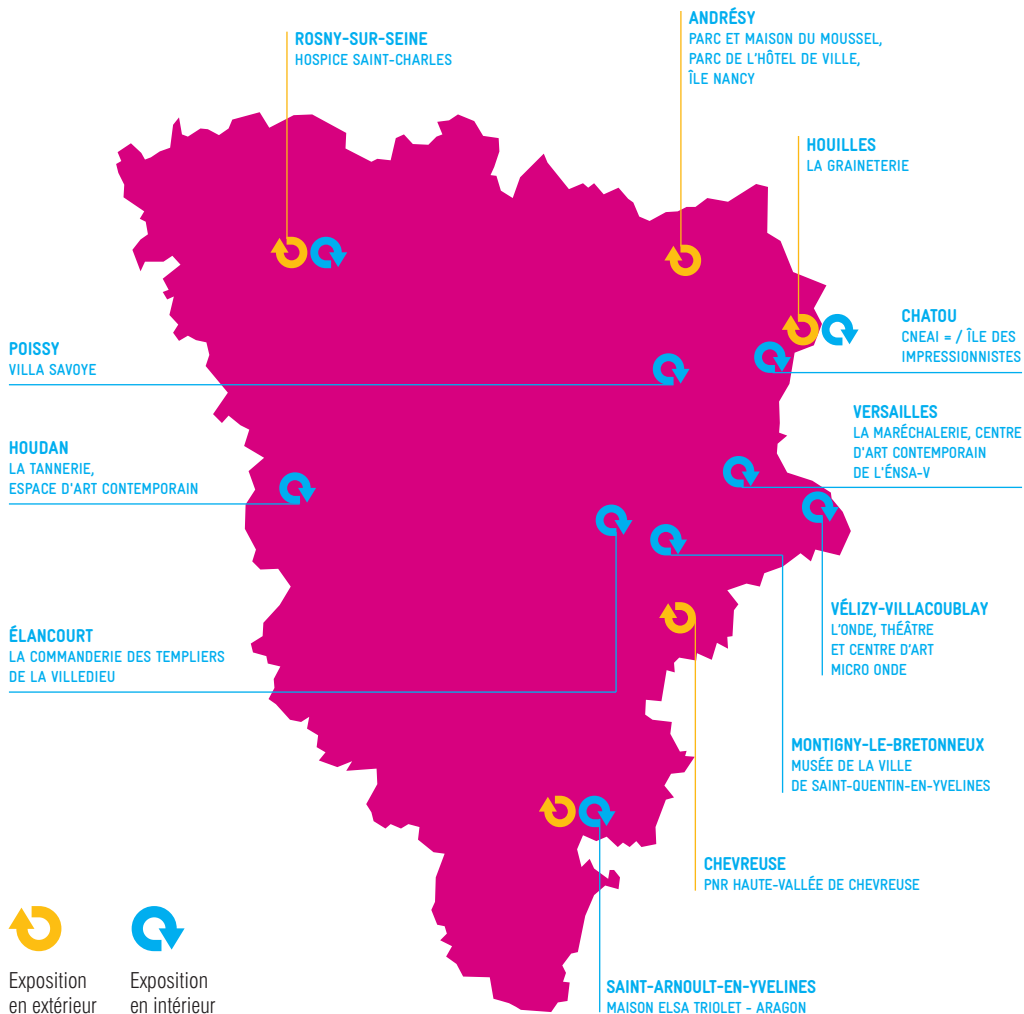 ANDRÉSY
PARC ET MAISON DU MOUSSEL,
PARC DE L'HÔTEL DE VILLE,
ÎLE NANCY
ROSNY-SUR-SEINE
HOSPICE SAINT-CHARLES
HOUILLES
LA GRAINETERIE
CHATOU
CNEAI = / ÎLE DES
IMPRESSIONNISTES
POISSY
VILLA SAVOYE
VERSAILLES
LA MARÉCHALERIE, CENTRE
D'ART CONTEMPORAIN
DE L'ÉNSA-V
HOUDAN
LA TANNERIE,
ESPACE D'ART CONTEMPORAIN
VÉLIZY-VILLACOUBLAY
L'ONDE, THÉÂTRE
ET CENTRE D'ART
MICRO ONDE
ÉLANCOURT
LA COMMANDERIE DES TEMPLIERS
DE LA VILLEDIEU
MONTIGNY-LE-BRETONNEUX
MUSÉE DE LA VILLE
DE SAINT-QUENTIN-EN-YVELINES
CHEVREUSE
PNR HAUTE-VALLÉE DE CHEVREUSE
SAINT-ARNOULT-EN-YVELINES
MAISON ELSA TRIOLET - ARAGON
Exposition
en extérieur
Exposition
en intérieur